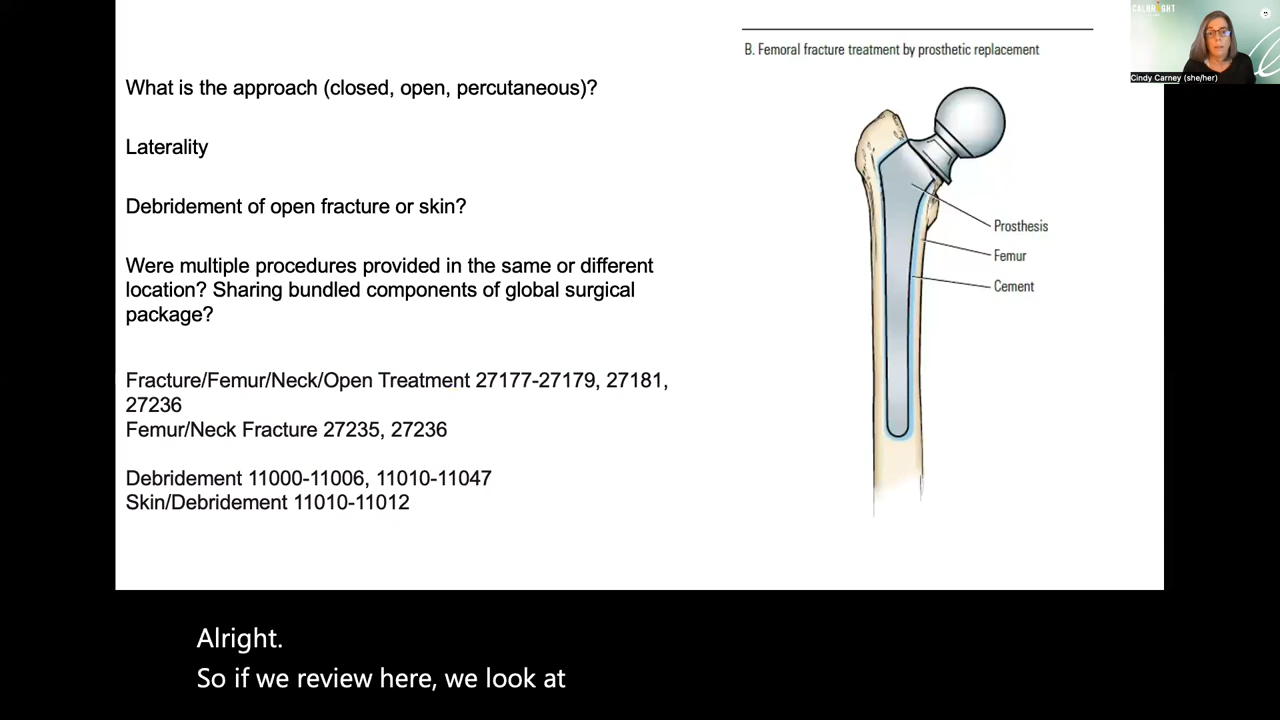 CALBRIGHT
Cindy Carney (she/her)
B. Femoral fracture treatment by prosthetic replacement
What is the approach (closed, open, percutaneous)?
Laterality
Debridement of open fracture or skin?
Were multiple procedures provided in the same or different
location? Sharing bundled components of global surgical
package?
Fracture/Femur/Neck/Open Treatment 27177-27179, 27181,
27236
Femur/Neck Fracture 27235, 27236
Debridement 11000-11006, 11010-11047
Skin/Debridement 11010-11012
Prosthesis
Femur
Cement
Alright.
So if we review here, we look at